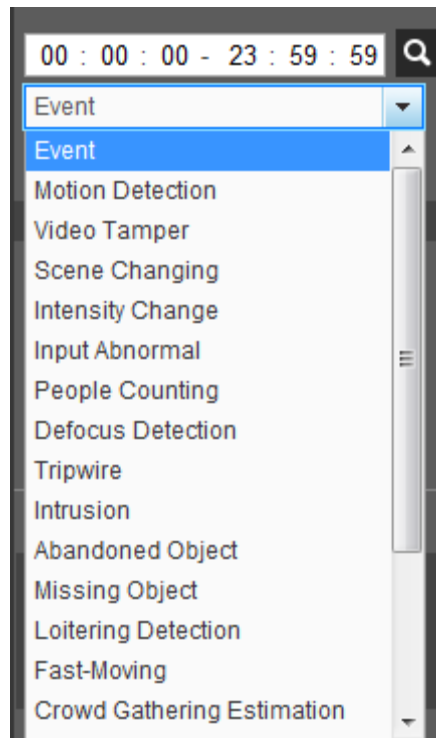 00 : 00 : 00 - 23 : 59 : 59
Event
Event
Motion Detection
Video Tamper
Scene Changing
Intensity Change
Input Abnormal
People Counting
Defocus Detection
Tripwire
Intrusion
Abandoned Object
Missing Object
Loitering Detection
Fast-Moving
Crowd Gathering Estimation